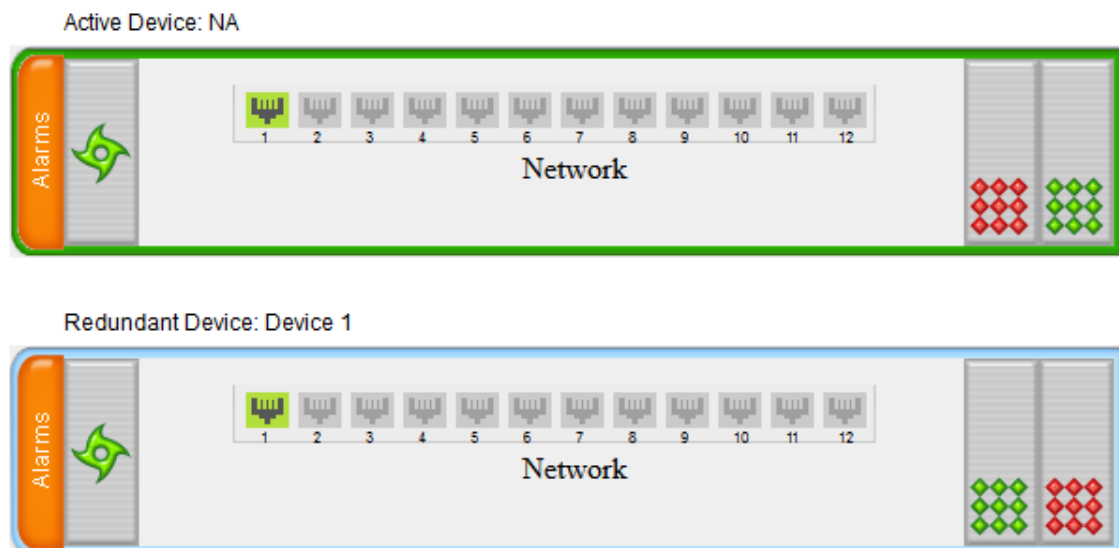 Active Device: NA
Alarms
1 2 3 4 5 6 7 8 9 10 11 12
Network
Redundant Device: Device 1
Alarms
1 2 3 4 5 6 7 8 9 10 11 12
Network